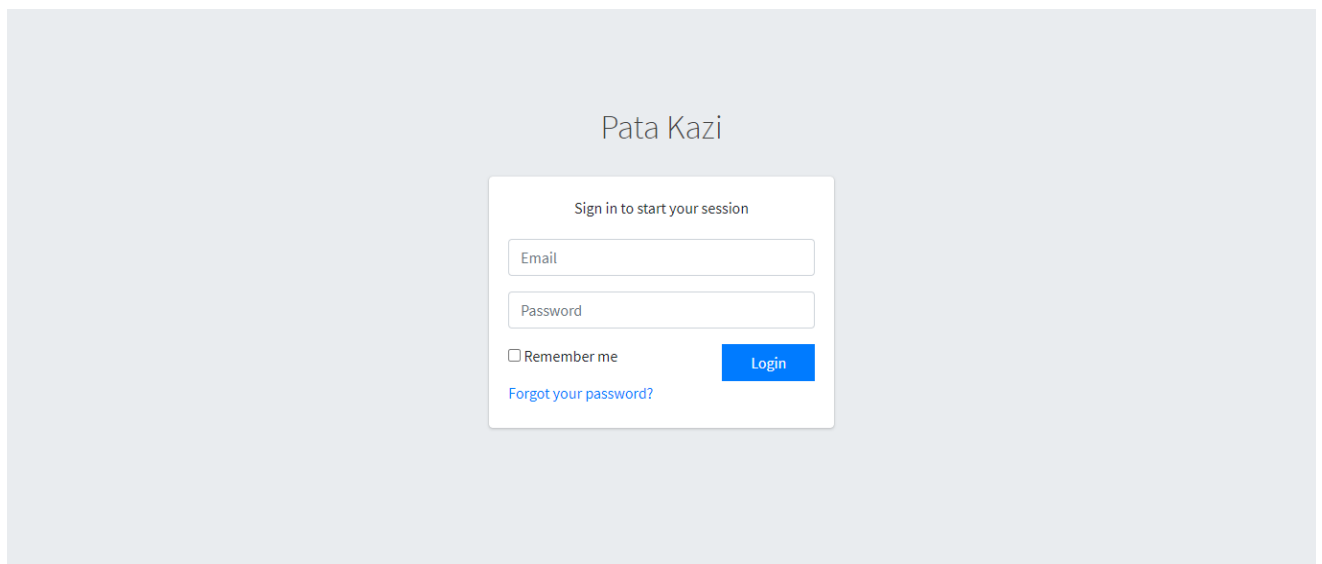 Pata Kazi
Sign in to start your session
Email
Password
Remember me
Login
Forgot your password?